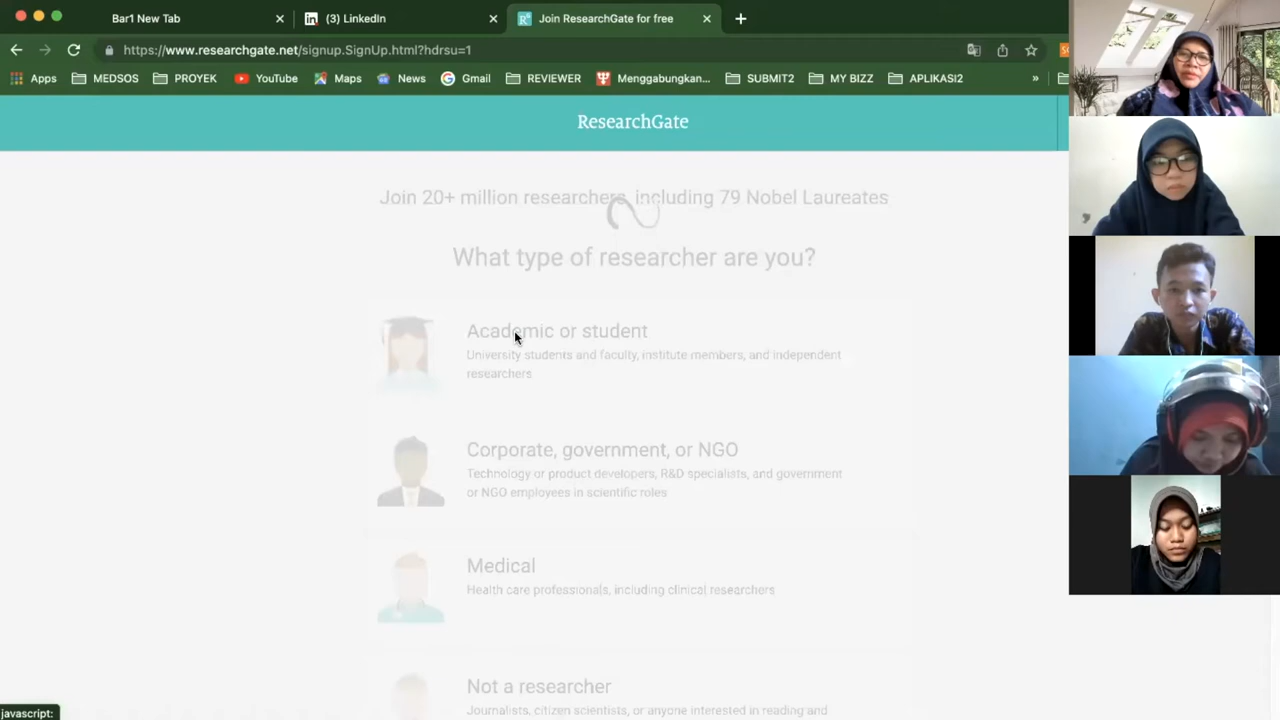 Bar1 New Tab
(3) LinkedIn
Join ResearchGate for free
https://www.researchgate.net/signup.SignUp.html?hdrsu=1
Apps
MEDSOS
PROYEK
YouTube
Maps
News
Gmail
REVIEWER
Menggabungkan...
SUBMIT2
MY BIZZ
APLIKASI2
»
ResearchGate
Join 20+ million researchers, including 79 Nobel Laureates
What type of researcher are you?
Academic or student
University students and faculty, institute members, and independent
researchers
Corporate, government, or NGO
Technology or product developers, R&D specialists, and government
or NGO employees in scientific roles
Medical
Health care professionals, including clinical researchers
Not a researcher
Journalists, citizen scientists, or anyone interested in reading and
javascript: